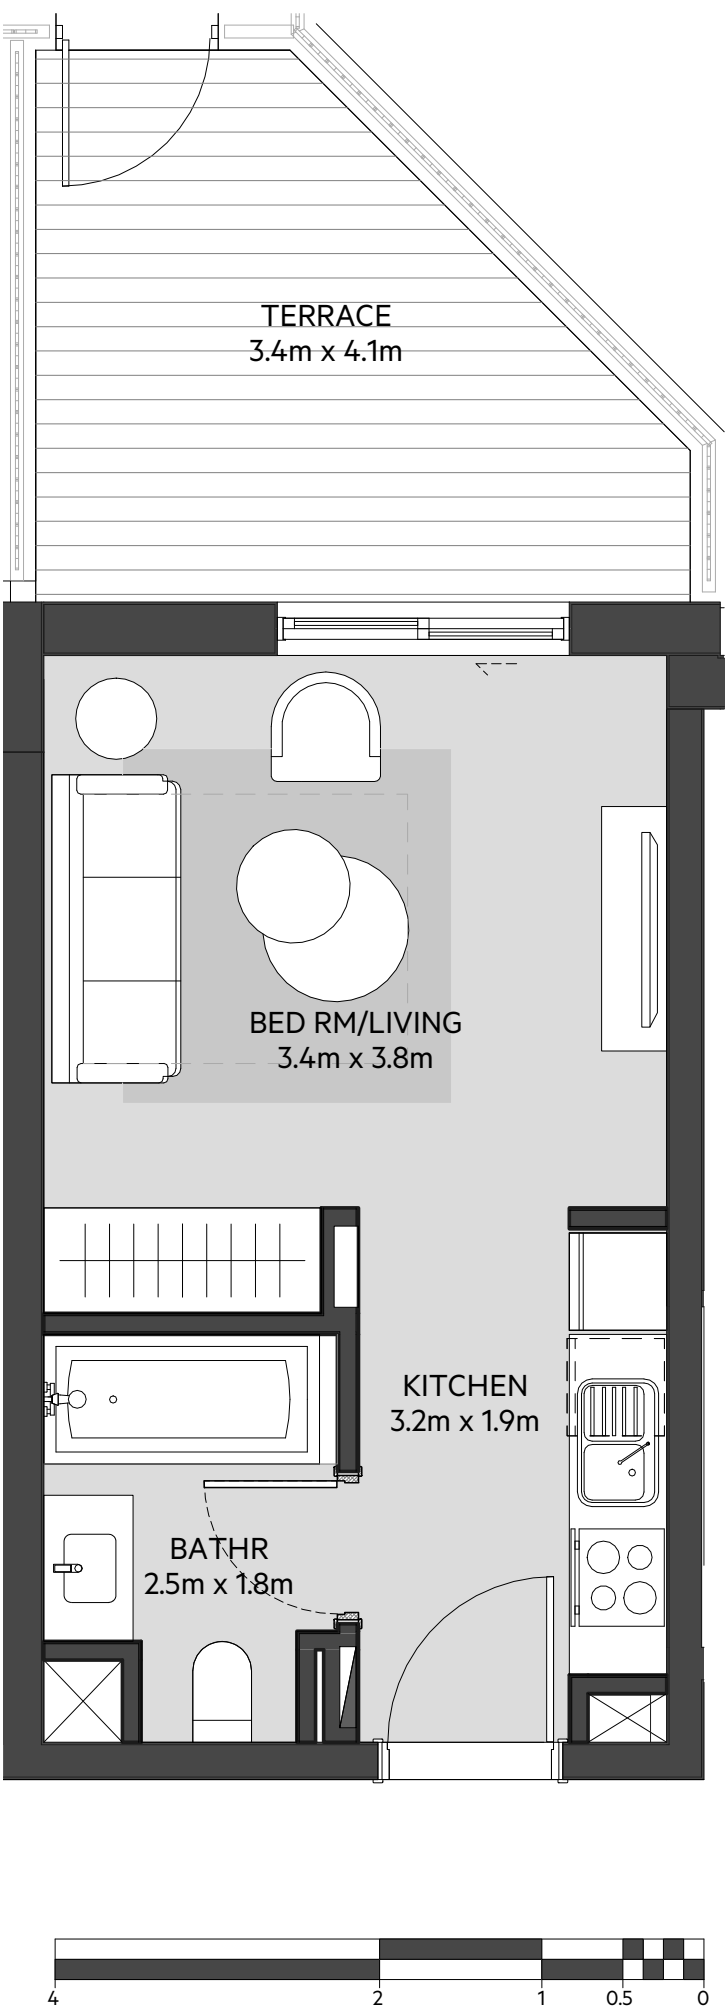 TERRACE
3.4m x 4.1m
BED RM/LIVING
3.4m x 3.8m
KITCHEN
3.2m x 1.9m
BATHR
2.5m x 1.8m
4 2 1 0.5 0